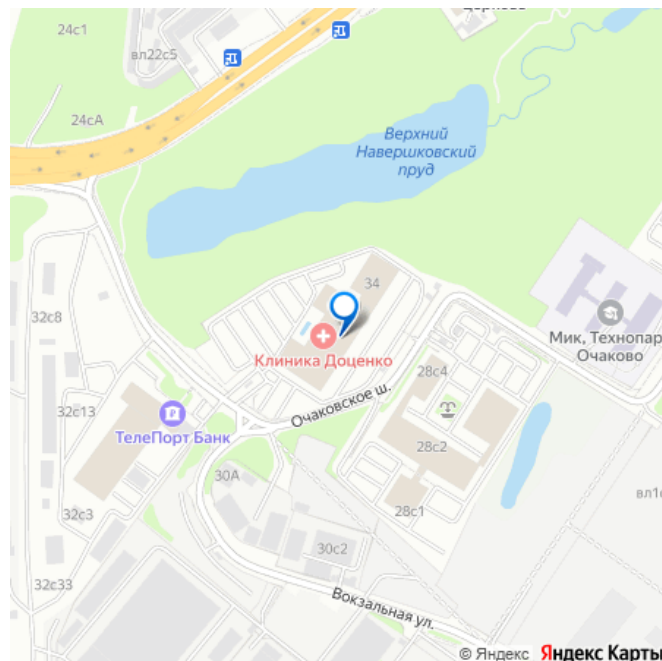 24с1
вл22с5
24сА
Верхний
Навершковский
пруд
34
32с8
Клиника Доценко
Мик, Технопар
Очаково
28с4
Очаковское ш.
32с13
ТелеПорт Банк
28с2
30А
28с1
32с3
30с2
32с33
Вокзальная ул.
© Яндекс Яндекс Карты